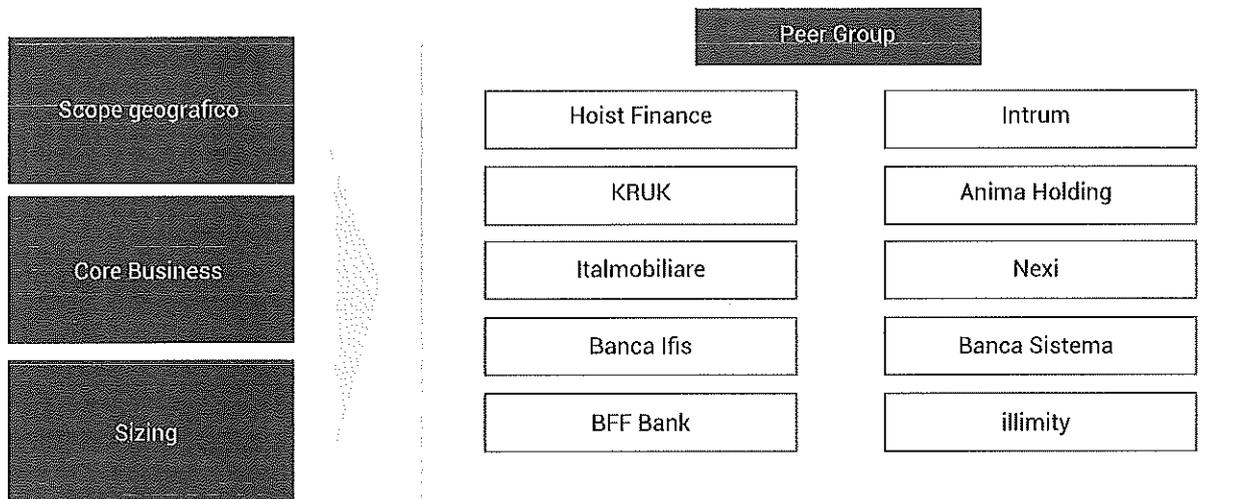 Scope geografico
Core Business
Sizing
Peer Group
Hoist Finance
Intrum
KRUK
Anima Holding
Italmobiliare
Nexi
Banca Ifis
Banca Sistema
BFF Bank
illimity